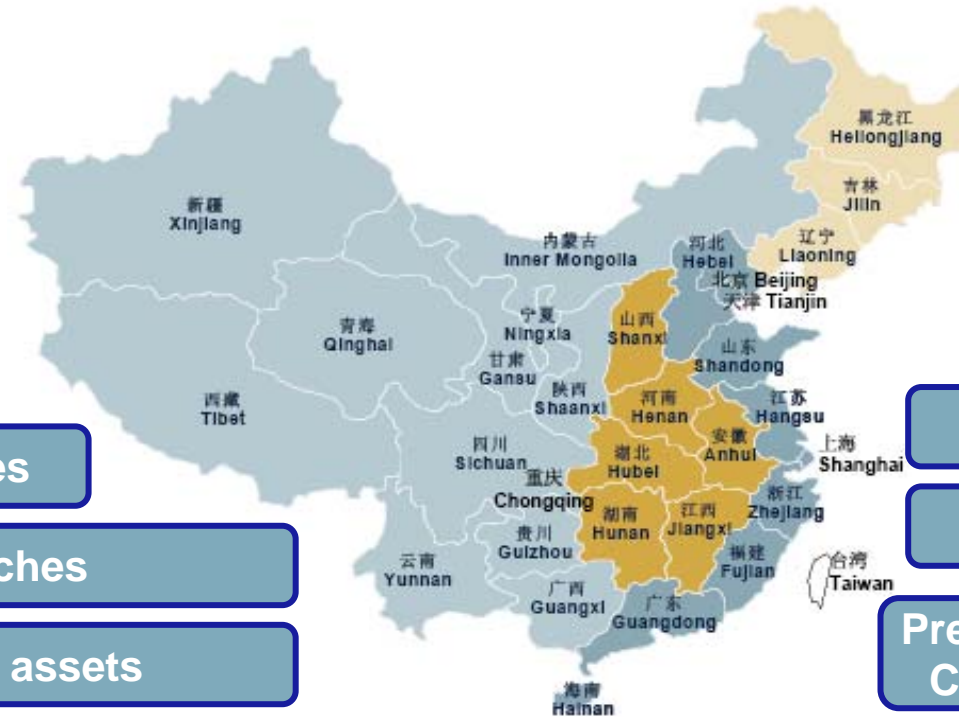 黑龙江
Heilongjiang
吉林
Jilin
辽宁
Liaoning
新疆
Xinjiang
内蒙古
Inner Mongolia
河北
Hebei
北京 Beijing
天津 Tianjin
山西
Shanxi
宁夏
Ningxia
青海
Qinghai
甘肃
Gansu
山东
Shandong
陕西
Shaanxi
河南
Henan
江苏
Hangsu
西藏
Tibet
安徽
Anhui
上海
Shanghai
四川
Sichuan
湖北
Hubei
重庆
Chongqing
浙江
Zhejiang
湖南
Hunan
江西
Jiangxi
贵川
Guizhou
福建
Fujian
台湾
Taiwan
云南
Yunnan
广西
Guangxi
广东
Guangdong
海南
Hainan
es
ches
assets
Pre
C